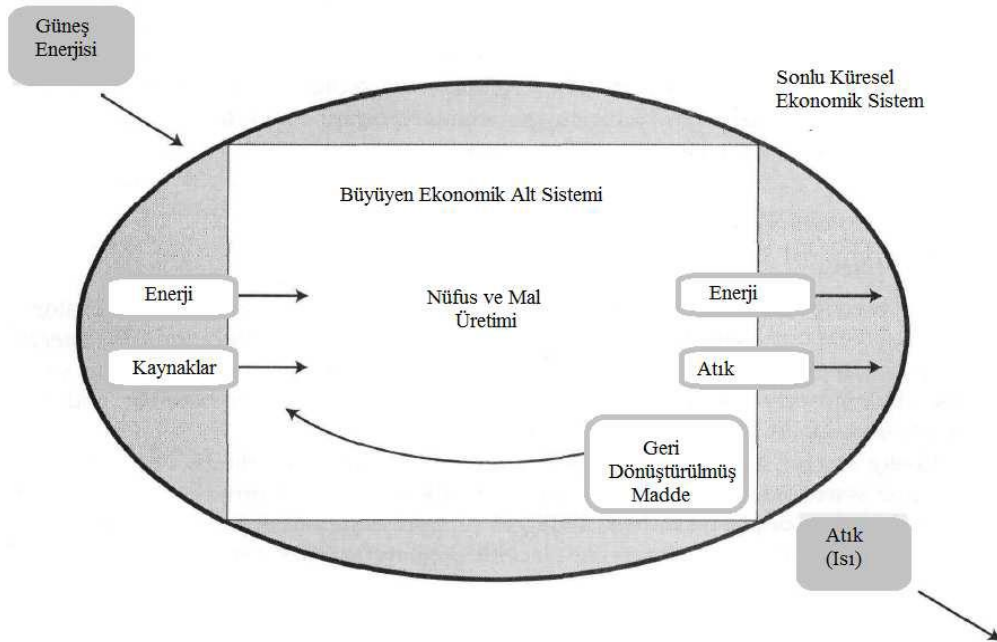 Güneş
Enerjisi
Sonlu Küresel
Ekonomik Sistem
Büyüyen Ekonomik Alt Sistemi
Enerji
Nüfus ve Mal
Üretimi
Enerji
Kaynaklar
Atık
Geri
Dönüştürülmüş
Madde
Atık
(Isı)